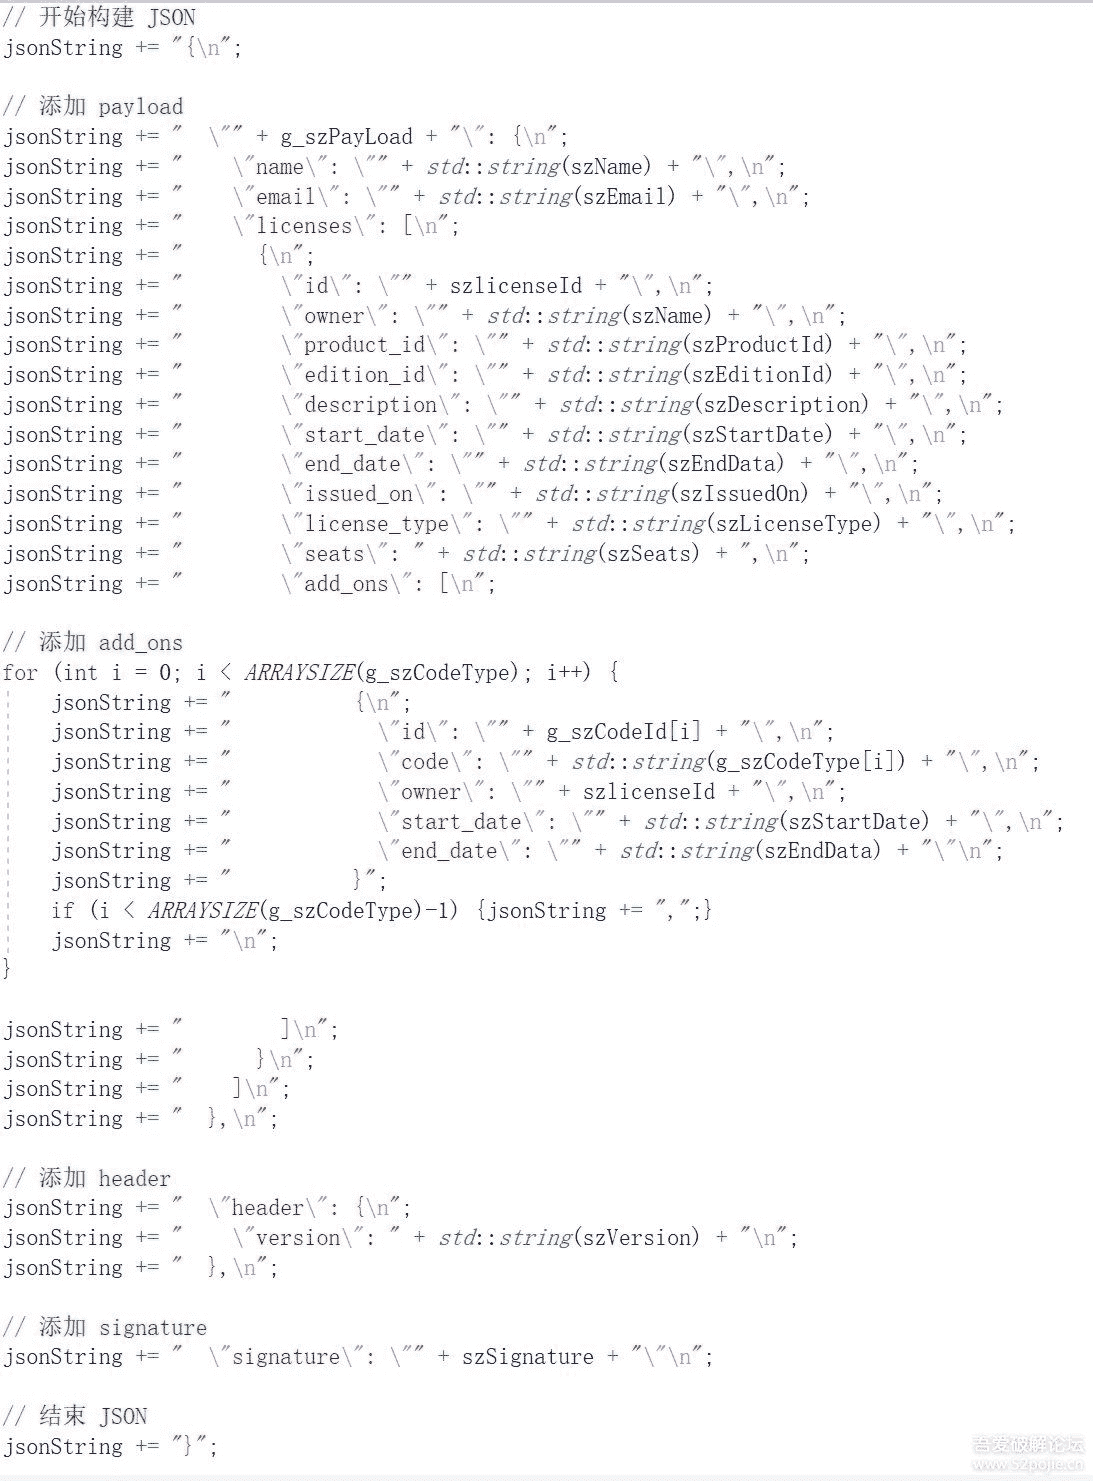 // 开始构建 JSON
jsonString += "{\n";
// 添加 payload
jsonString += "  \"" + g_szPayLoad + "\": {\n";
jsonString += "    \"name\": \"" + std::string(szName) + "\",\n";
jsonString += "    \"email\": \"" + std::string(szEmail) + "\",\n";
jsonString += "    \"licenses\": [\n";
jsonString += "      {\n";
jsonString += "        \"id\": \"" + szlicenseId + "\",\n";
jsonString += "        \"owner\": \"" + std::string(szName) + "\",\n";
jsonString += "        \"product_id\": \"" + std::string(szProductId) + "\",\n";
jsonString += "        \"edition_id\": \"" + std::string(szEditionId) + "\",\n";
jsonString += "        \"description\": \"" + std::string(szDescription) + "\",\n";
jsonString += "        \"start_date\": \"" + std::string(szStartDate) + "\",\n";
jsonString += "        \"end_date\": \"" + std::string(szEndData) + "\",\n";
jsonString += "        \"issued_on\": \"" + std::string(szIssuedOn) + "\",\n";
jsonString += "        \"license_type\": \"" + std::string(szLicenseType) + "\",\n";
jsonString += "        \"seats\": " + std::string(szSeats) + ",\n";
jsonString += "        \"add_ons\": [\n";
// 添加 add_ons
for (int i = 0; i < ARRAYSIZE(g_szCodeType); i++) {
    jsonString += "          {\n";
    jsonString += "            \"id\": \"" + g_szCodeId[i] + "\",\n";
    jsonString += "            \"code\": \"" + std::string(g_szCodeType[i]) + "\",\n";
    jsonString += "            \"owner\": \"" + szlicenseId + "\",\n";
    jsonString += "            \"start_date\": \"" + std::string(szStartDate) + "\",\n";
    jsonString += "            \"end_date\": \"" + std::string(szEndData) + "\"\n";
    jsonString += "          }";
    if (i < ARRAYSIZE(g_szCodeType)-1) {jsonString += ",";}
    jsonString += "\n";
}
jsonString += "        ]\n";
jsonString += "      }\n";
jsonString += "    ]\n";
jsonString += "  },\n";
// 添加 header
jsonString += "  \"header\": {\n";
jsonString += "    \"version\": " + std::string(szVersion) + "\n";
jsonString += "  },\n";
// 添加 signature
jsonString += "  \"signature\": \"" + szSignature + "\"\n";
// 结束 JSON
jsonString += "}";
吾爱破解论坛
www.52pojie.cn